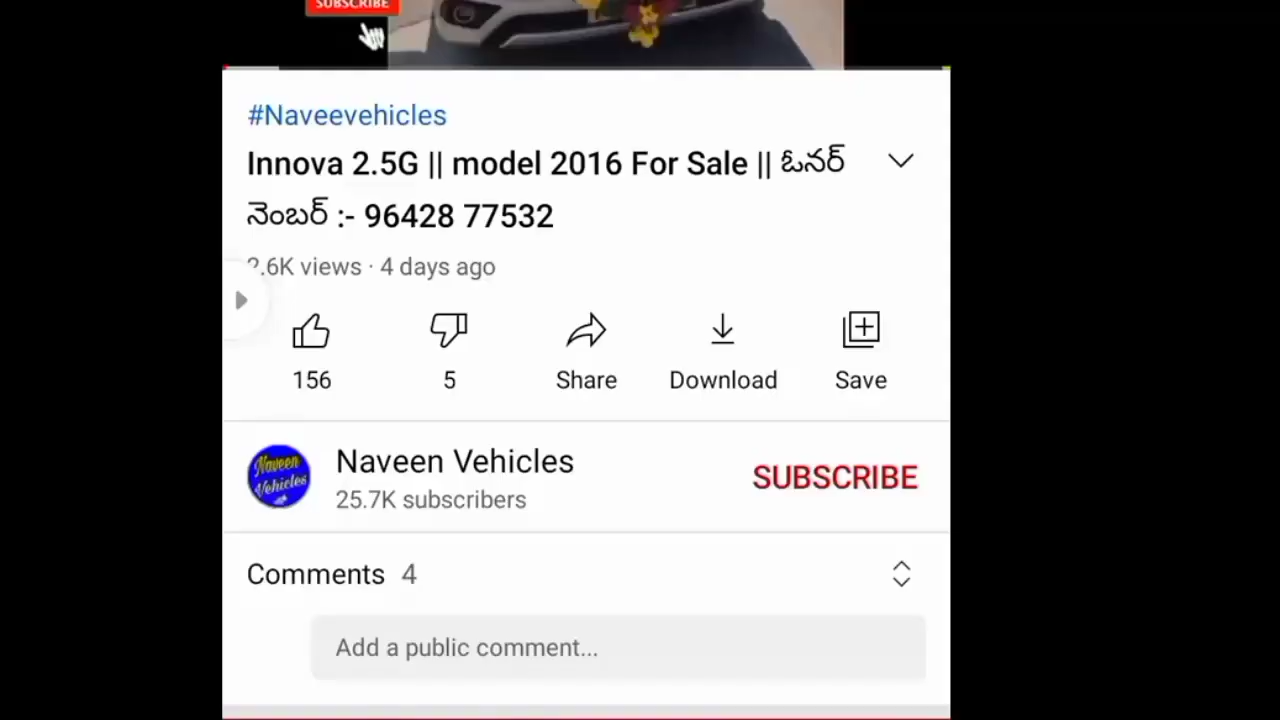 SUBSCRIBE
#Naveevehicles
Innova 2.5G || model 2016 For Sale || ఓనర్
నెంబర్ :- 96428 77532
2.6K views · 4 days ago
156
5
Share
Download
Save
Naveen Vehicles
Naveen Vehicles
25.7K subscribers
SUBSCRIBE
Comments 4
Add a public comment...